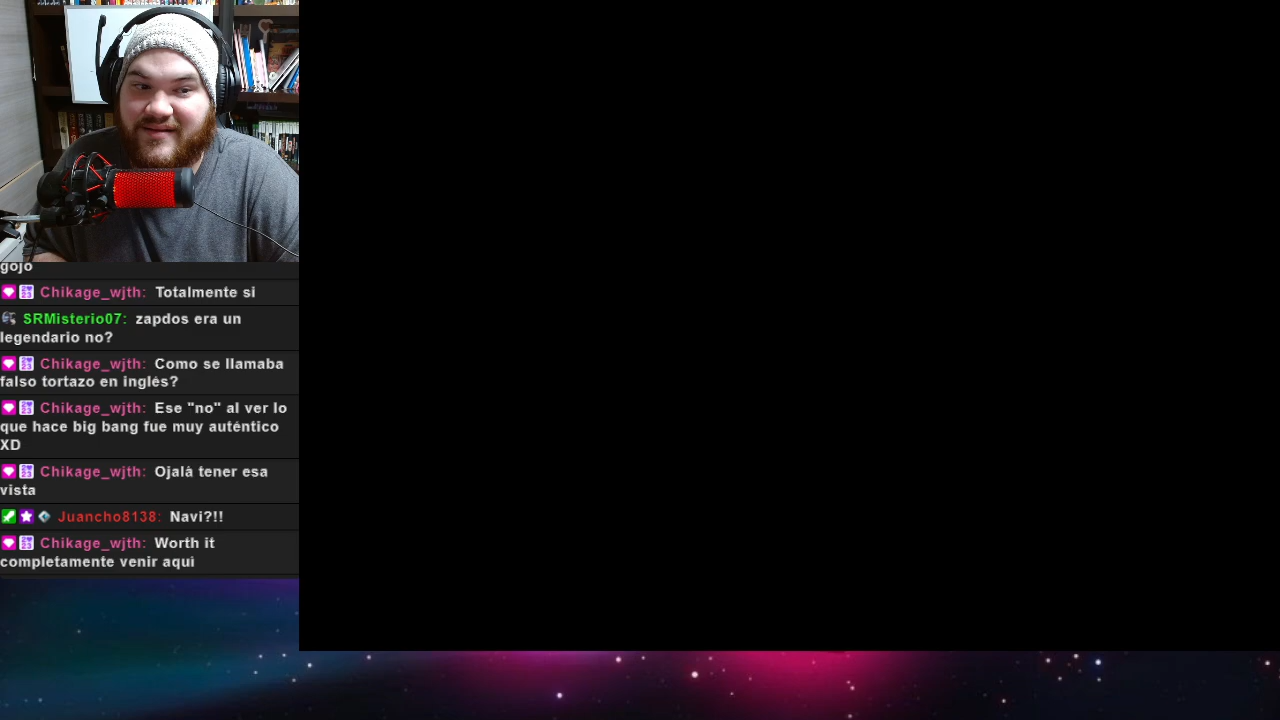 gojo
Chikage_wjth: Totalmente si
SRMisterio07: zapdos era un
legendario no?
Chikage_wjth: Como se llamaba
falso tortazo en inglés?
Chikage_wjth: Ese "no" al ver lo
que hace big bang fue muy auténtico
XD
Chikage_wjth: Ojalá tener esa
vista
Juancho8138: Navi?!!
Chikage_wjth: Worth it
completamente venir aquí